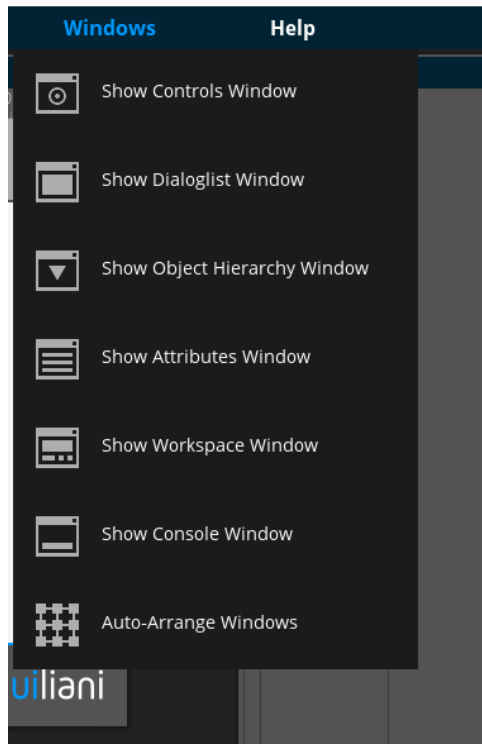 Windows Help
Show Controls Window
Show Dialoglist Window
Show Object Hierarchy Window
Show Attributes Window
Show Workspace Window
Show Console Window
Auto-Arrange Windows
uiliani